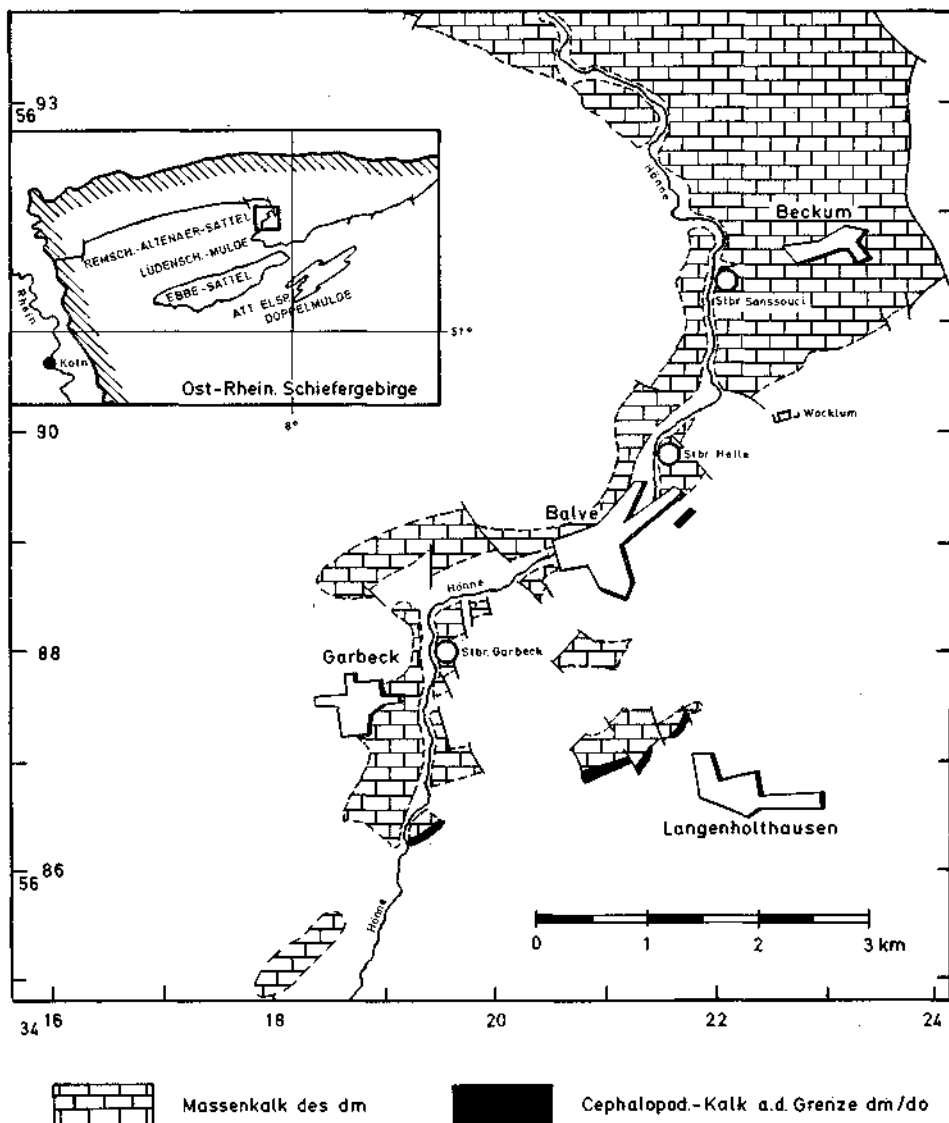 56 93
Hönne
Beckum
REMSCH.-ALTENAER-SATTEL
LÜDENSCH.-MULDE
EBBE-SATTEL
ATT ELSP.
DOPPELMULDE
Rhein
Köln
51°
Ost-Rhein. Schiefergebirge
8°
Stbr Sanssouci
Wocklum
90
Stbr Helle
Balve
Hönne
88
Stbr. Garbeck
Garbeck
Langenholthausen
56 86
Hönne
0 1 2 3 km
34 16 18 20 22 24
Massenkalk des dm
Cephalopod.-Kalk a.d. Grenze dm/do